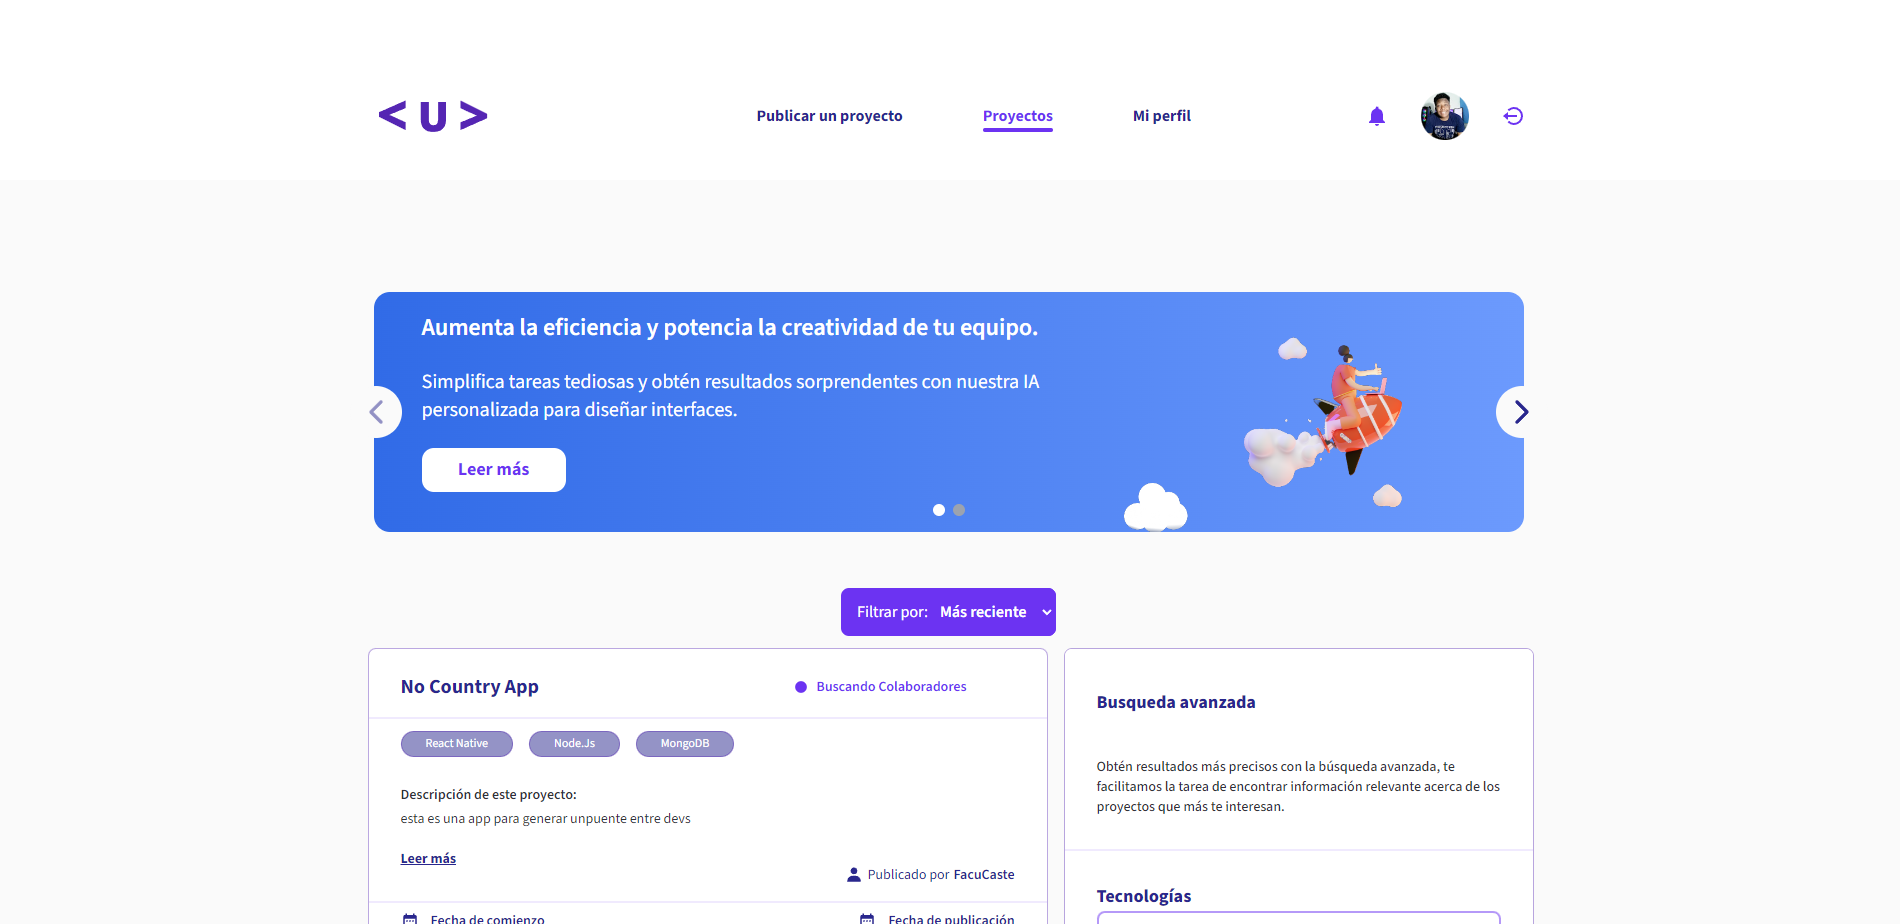 <U>
Publicar un proyecto
Proyectos
Mi perfil
Aumenta la eficiencia y potencia la creatividad de tu equipo.
Simplifica tareas tediosas y obtén resultados sorprendentes con nuestra IA
personalizada para diseñar interfaces.
Leer más
Filtrar por: Más reciente
No Country App
Buscando Colaboradores
React Native
Node.Js
MongoDB
Descripción de este proyecto:
esta es una app para generar unpuente entre devs
Leer más
Publicado por FacuCaste
Fecha de comienzo
Fecha de publicación
Busqueda avanzada
Obtén resultados más precisos con la búsqueda avanzada, te
facilitamos la tarea de encontrar información relevante acerca de los
proyectos que más te interesan.
Tecnologías